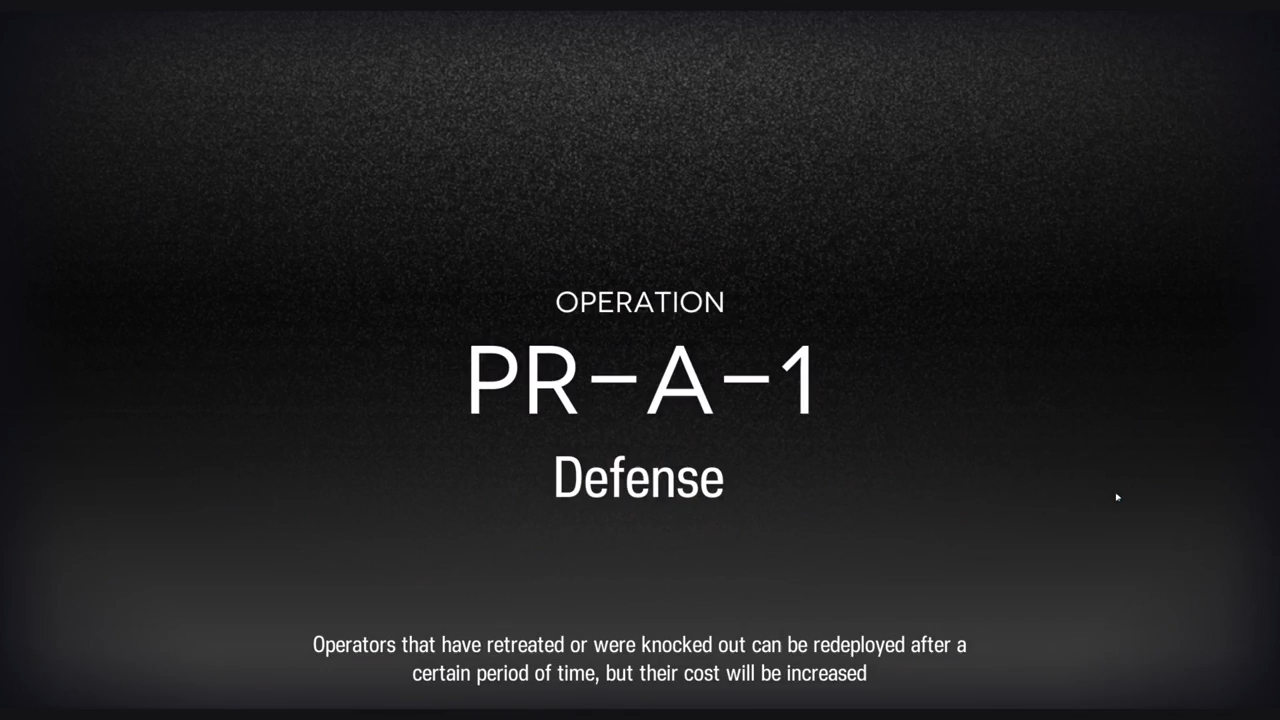 OPERATION
PR-A-1
Defense
Operators that have retreated or were knocked out can be redeployed after a
certain period of time, but their cost will be increased